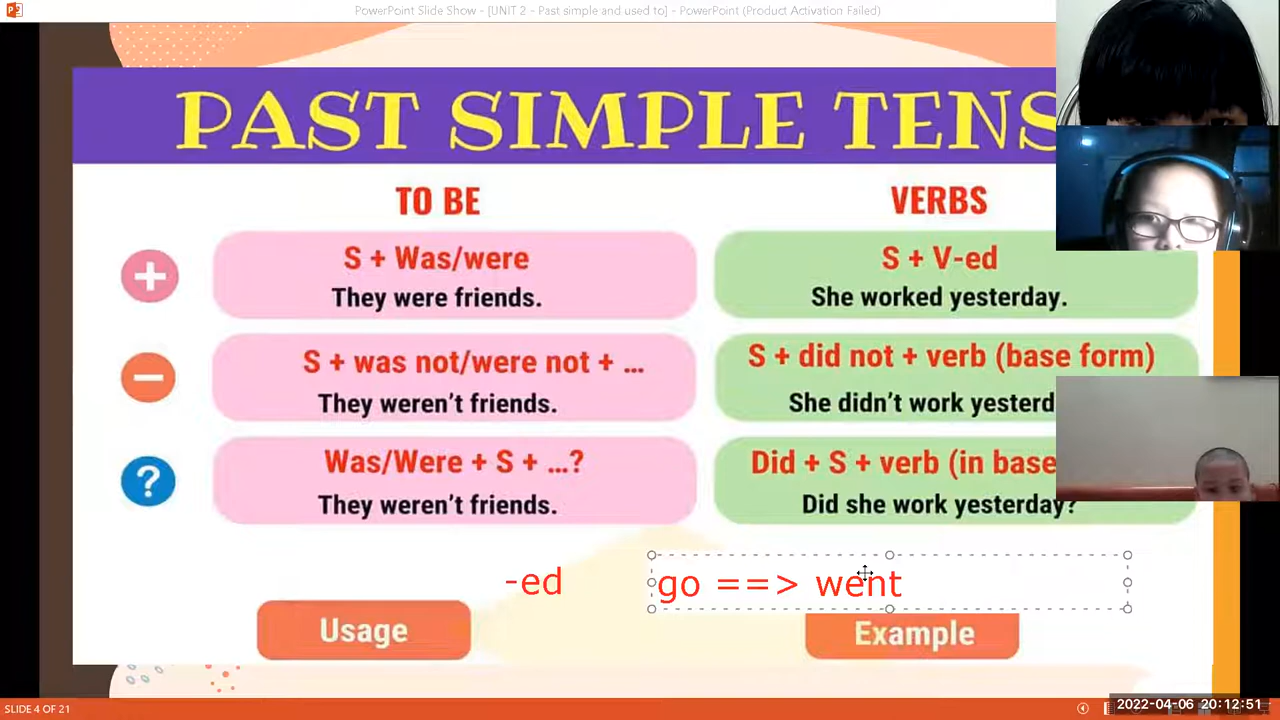 PowerPoint Slide Show - [UNIT 2 - Past simple and used to] - PowerPoint (Product Activation Failed)
PAST SIMPLE TENS
TO BE
VERBS
S + Was/were
They were friends.
S + V-ed
She worked yesterday.
S + was not/were not + ...
They weren't friends.
S + did not + verb (base form)
She didn't work yesterd
Was/Were + S + ...?
They weren't friends.
Did + S + verb (in base
Did she work yesterday?
-ed
go ==> went
Usage
Example
SLIDE 4 OF 21
2022-04-06 20:12:51